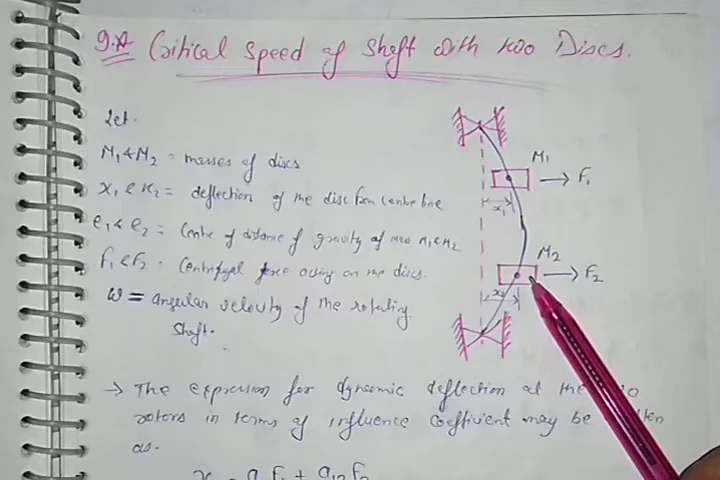 9.A Critical Speed of Shaft with two Discs.
Let.
M₁ & M₂ = masses of discs
x₁ & x₂ = deflection of the disc from centre line
e₁ & e₂ = Centre of distance of gravity of M₁ & M₂
F₁ & F₂ = Centrifugal force acting on the discs.
ω = angular velocity of the rotating
Shaft.
M₁
F₁
x₁
M₂
F₂
x₂
→ The expression for dynamic deflection at the
rotors in terms of influence coefficient may be
as.